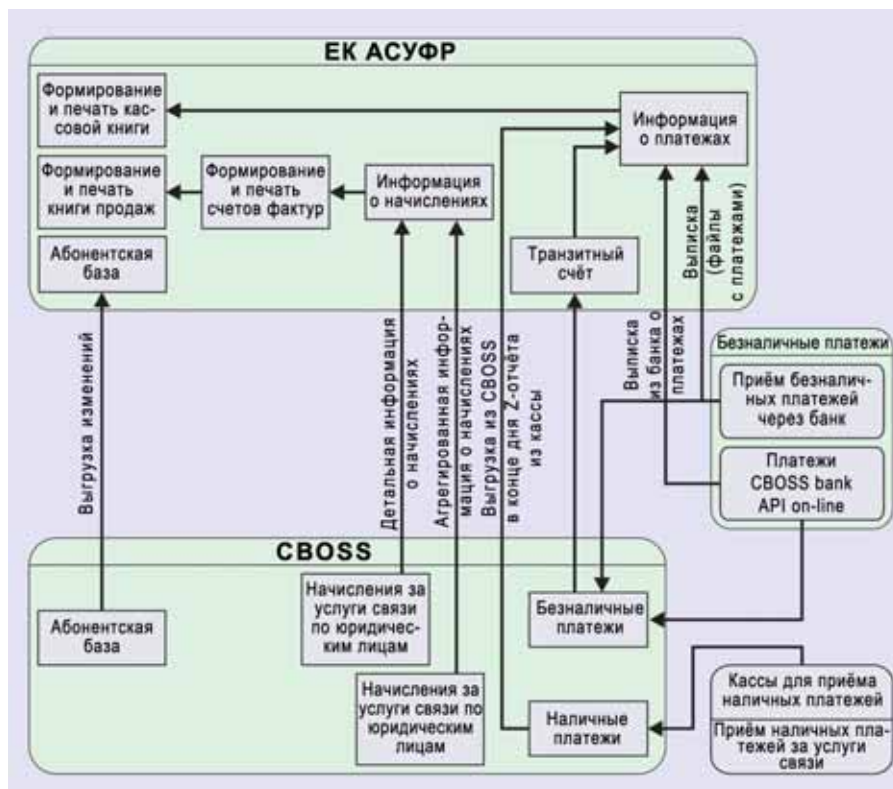 ЕК АСУФР
Формирование
и печать кас-
совой книги
Информация
о платежах
Формирование
и печать
книги продаж
Формирование
и печать
счетов фактур
Информация
о начислениях
Абонентская
база
Транзитный
счёт
Выгрузка изменений
Детальная информация
о начислениях
Агрегированная инфор-
мация о начислениях
Выгрузка из CBOSS
в конце дня Z-отчёта
из кассы
Выписка
из банка о
платежах
Выписка
(файлы
с платежами)
Безналичные платежи
Приём безналич-
ных платежей
через банк
Платежи
CBOSS bank
API on-line
CBOSS
Абонентская
база
Начисления за
услуги связи
по юридичес-
ким лицам
Начисления за
услуги связи по
юридическим
лицам
Безналичные
платежи
Наличные
платежи
Кассы для приёма
наличных платежей
Приём наличных пла-
тежей за услуги
связи